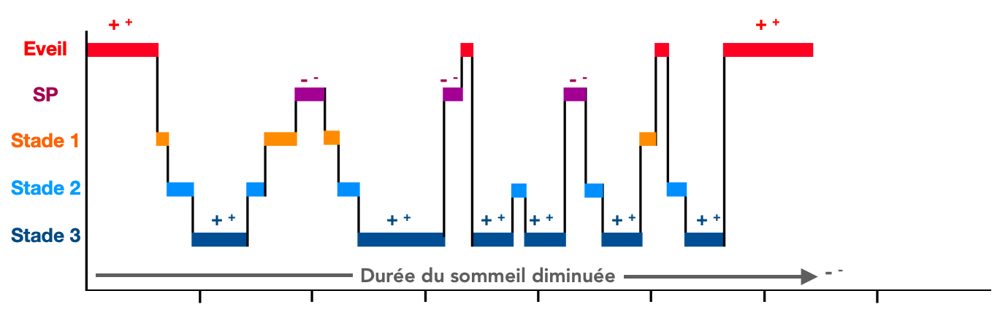 + +
+ +
Eveil
- -
- -
- -
SP
Stade 1
Stade 2
+ +
+ +
+ +
+ +
+ +
+ +
Stade 3
Durée du sommeil diminuée
- -